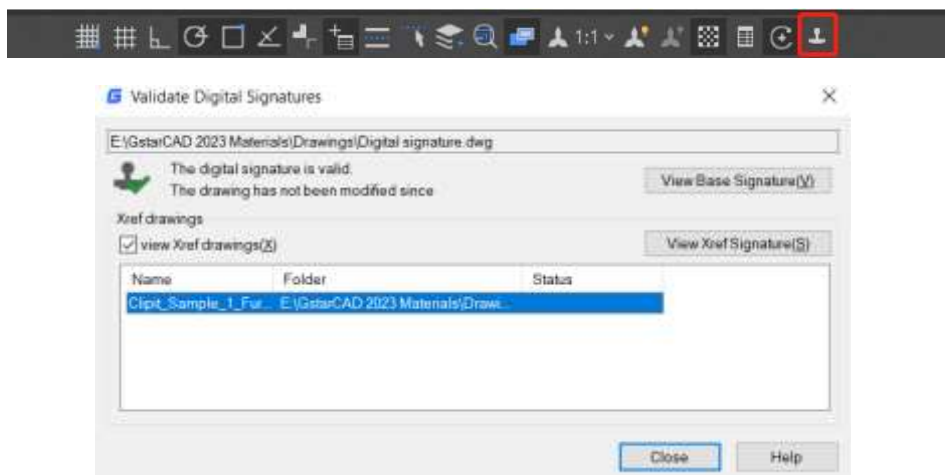 1:1
Validate Digital Signatures
E:\GstarCAD 2023 Materials\Drawings\Digital signature.dwg
The digital signature is valid.
The drawing has not been modified since
View Base Signature(V)
Xref drawings
view Xref drawings(X)
View Xref Signature(S)
Name Folder Status
Clipit_Sample_1_Fur... E:\GstarCAD 2023 Materials\Drawi...
Close Help